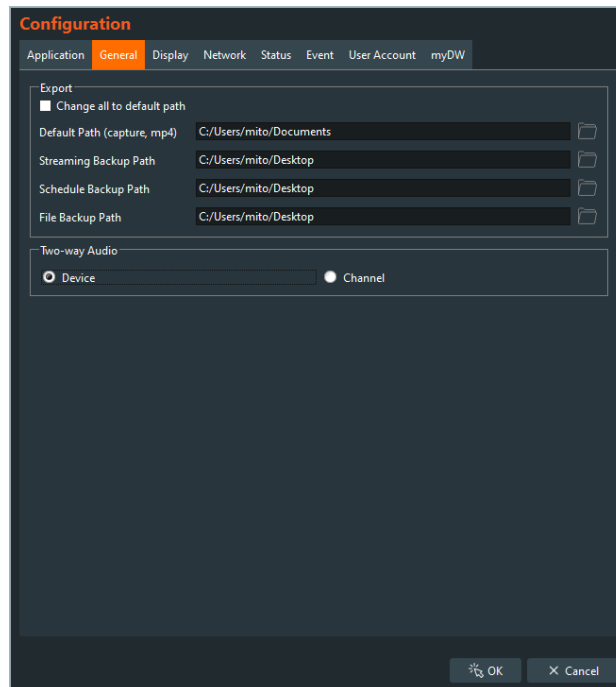 Configuration
Application General Display Network Status Event User Account myDW
Export
Change all to default path
Default Path (capture, mp4) C:/Users/mito/Documents
Streaming Backup Path C:/Users/mito/Desktop
Schedule Backup Path C:/Users/mito/Desktop
File Backup Path C:/Users/mito/Desktop
Two-way Audio
Device Channel
OK Cancel